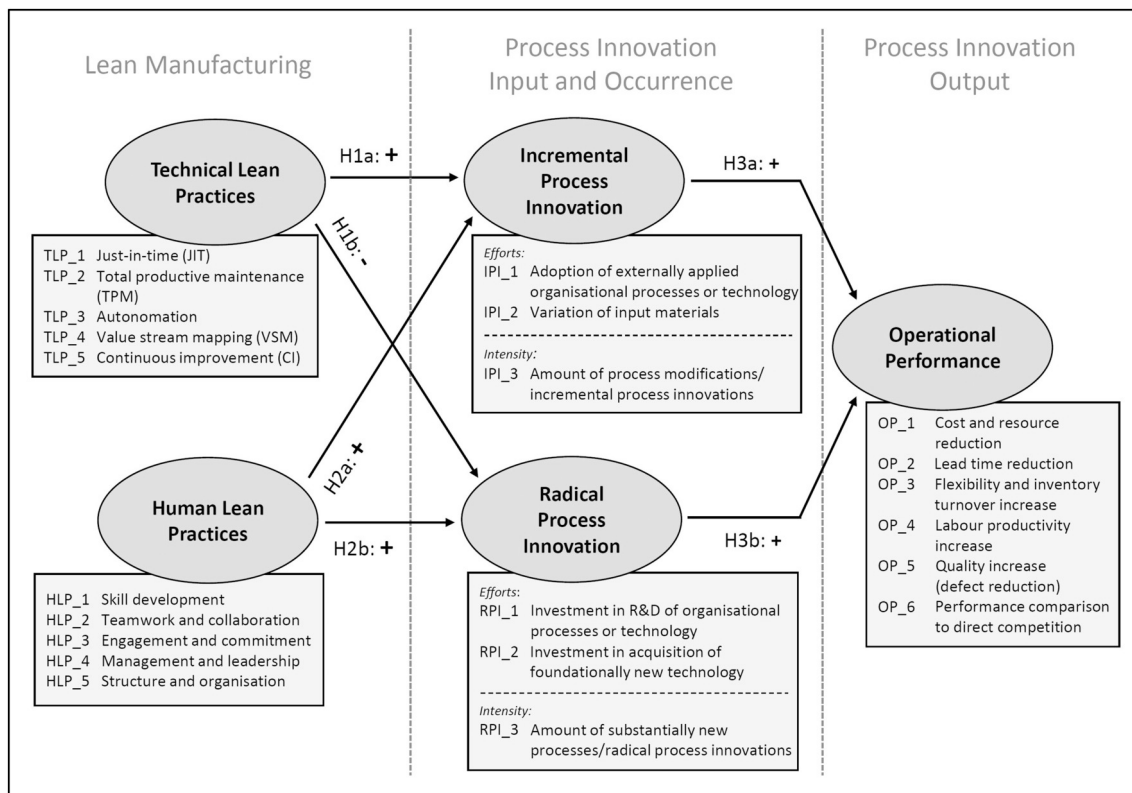 Lean Manufacturing
Process Innovation
Input and Occurrence
Process Innovation
Output
Technical Lean
Practices
H1a: +
Incremental
Process
Innovation
H3a: +
H1b: -
TLP_1 Just-in-time (JIT)
TLP_2 Total productive maintenance
(TPM)
TLP_3 Autonomation
TLP_4 Value stream mapping (VSM)
TLP_5 Continuous improvement (CI)
Efforts:
IPI_1 Adoption of externally applied
organisational processes or technology
IPI_2 Variation of input materials
Intensity:
IPI_3 Amount of process modifications/
incremental process innovations
Operational
Performance
OP_1 Cost and resource
reduction
OP_2 Lead time reduction
OP_3 Flexibility and inventory
turnover increase
OP_4 Labour productivity
increase
OP_5 Quality increase
(defect reduction)
OP_6 Performance comparison
to direct competition
H2a: +
Human Lean
Practices
H2b: +
Radical
Process
Innovation
H3b: +
HLP_1 Skill development
HLP_2 Teamwork and collaboration
HLP_3 Engagement and commitment
HLP_4 Management and leadership
HLP_5 Structure and organisation
Efforts:
RPI_1 Investment in R&D of organisational
processes or technology
RPI_2 Investment in acquisition of
foundationally new technology
Intensity:
RPI_3 Amount of substantially new
processes/radical process innovations